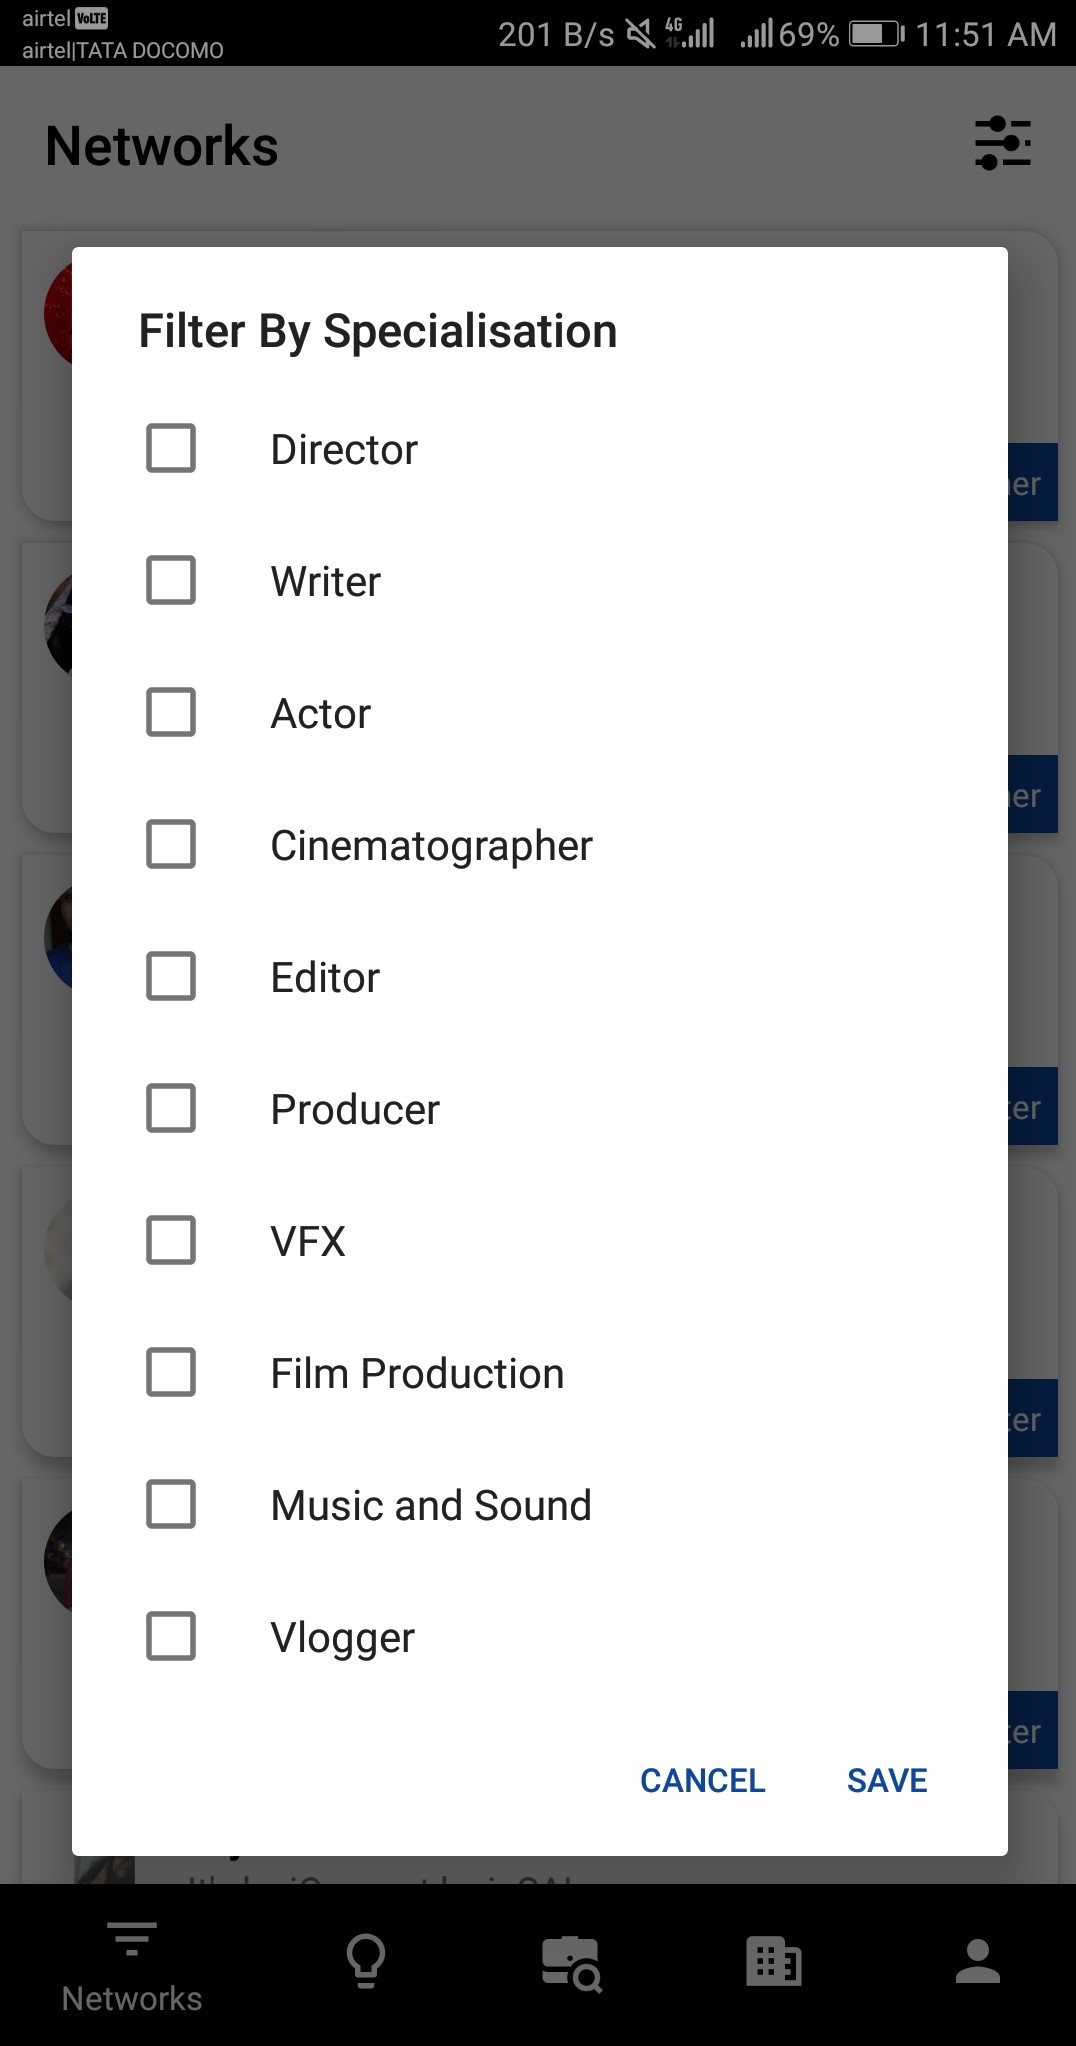 airtel VoLTE
airtel|TATA DOCOMO
201 B/s 4G 69% 11:51 AM
Networks
Filter By Specialisation
Director
Writer
Actor
Cinematographer
Editor
Producer
VFX
Film Production
Music and Sound
Vlogger
CANCEL SAVE
Networks